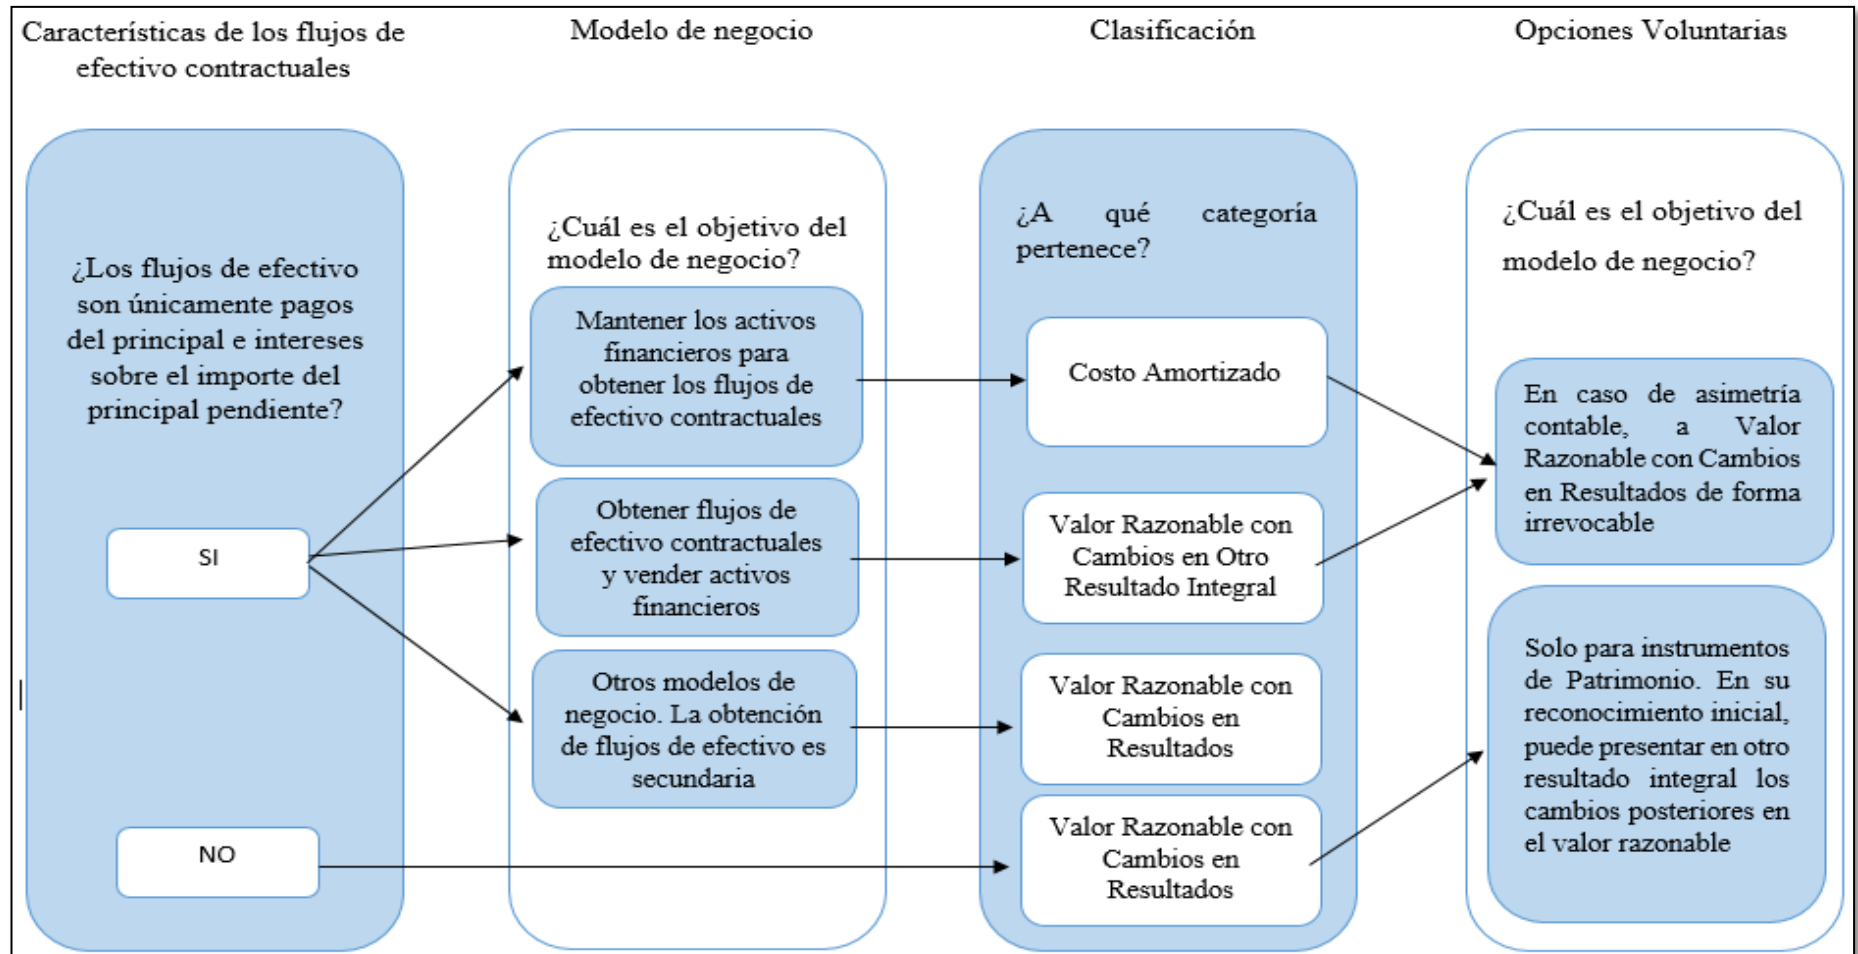 Características de los flujos de
efectivo contractuales
Modelo de negocio
Clasificación
Opciones Voluntarias
¿Los flujos de efectivo
son únicamente pagos
del principal e intereses
sobre el importe del
principal pendiente?
SI
NO
¿Cuál es el objetivo del
modelo de negocio?
Mantener los activos
financieros para
obtener los flujos de
efectivo contractuales
Obtener flujos de
efectivo contractuales
y vender activos
financieros
Otros modelos de
negocio. La obtención
de flujos de efectivo es
secundaria
¿A qué categoría
pertenece?
Costo Amortizado
Valor Razonable con
Cambios en Otro
Resultado Integral
Valor Razonable con
Cambios en
Resultados
Valor Razonable con
Cambios en
Resultados
¿Cuál es el objetivo del
modelo de negocio?
En caso de asimetría
contable, a Valor
Razonable con Cambios
en Resultados de forma
irrevocable
Solo para instrumentos
de Patrimonio. En su
reconocimiento inicial,
puede presentar en otro
resultado integral los
cambios posteriores en
el valor razonable